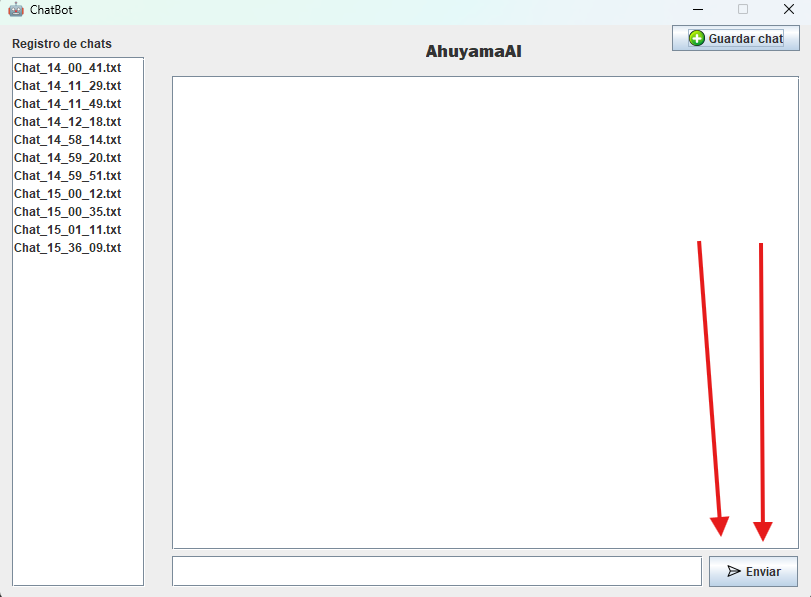 ChatBot
Registro de chats
AhuyamaAI
Guardar chat
Chat_14_00_41.txt
Chat_14_11_29.txt
Chat_14_11_49.txt
Chat_14_12_18.txt
Chat_14_58_14.txt
Chat_14_59_20.txt
Chat_14_59_51.txt
Chat_15_00_12.txt
Chat_15_00_35.txt
Chat_15_01_11.txt
Chat_15_36_09.txt
Enviar